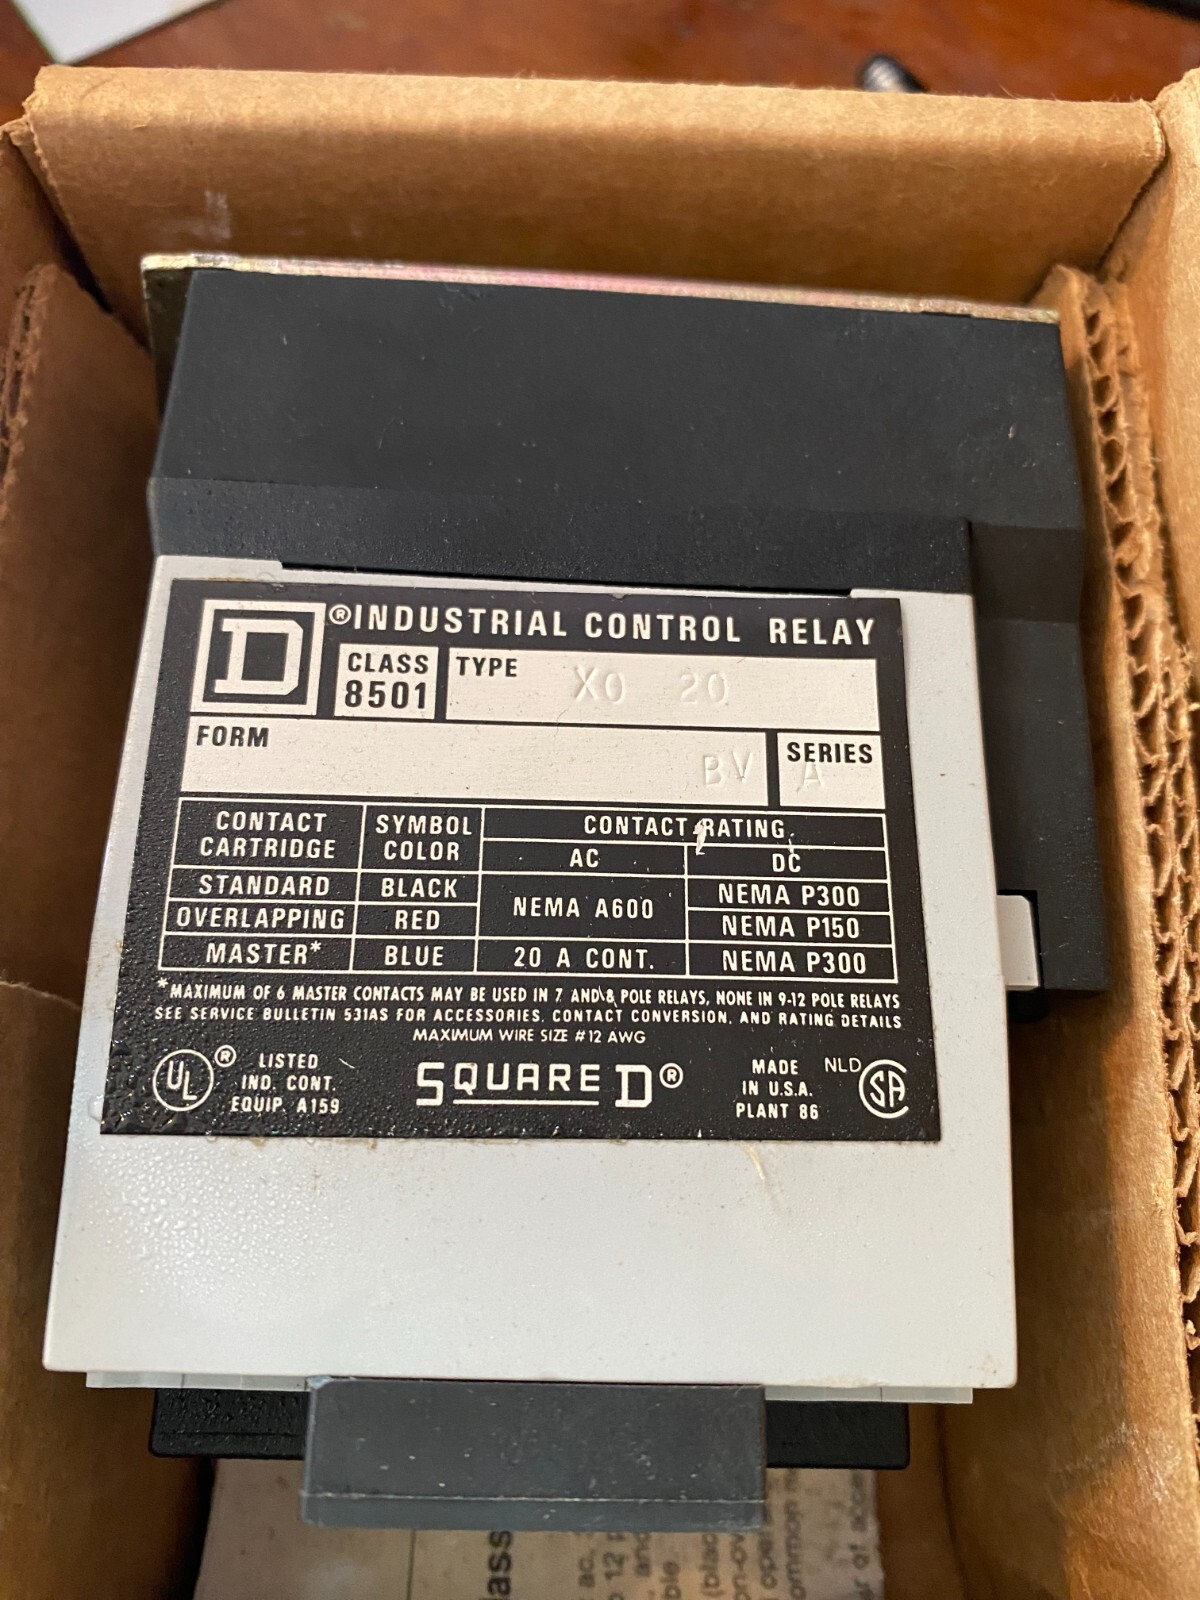 D ® INDUSTRIAL CONTROL RELAY
CLASS 8501 TYPE XO 20
FORM BV SERIES A
CONTACT CARTRIDGE SYMBOL COLOR CONTACT RATING
AC DC
STANDARD BLACK NEMA A600 NEMA P300
OVERLAPPING RED NEMA P150
MASTER* BLUE 20 A CONT. NEMA P300
*MAXIMUM OF 6 MASTER CONTACTS MAY BE USED IN 7 AND 8 POLE RELAYS, NONE IN 9-12 POLE RELAYS
SEE SERVICE BULLETIN 531AS FOR ACCESSORIES, CONTACT CONVERSION, AND RATING DETAILS
MAXIMUM WIRE SIZE #12 AWG
UL ® LISTED
IND. CONT.
EQUIP. A159
SQUARE D ®
MADE
IN U.S.A.
PLANT 86
NLD SA